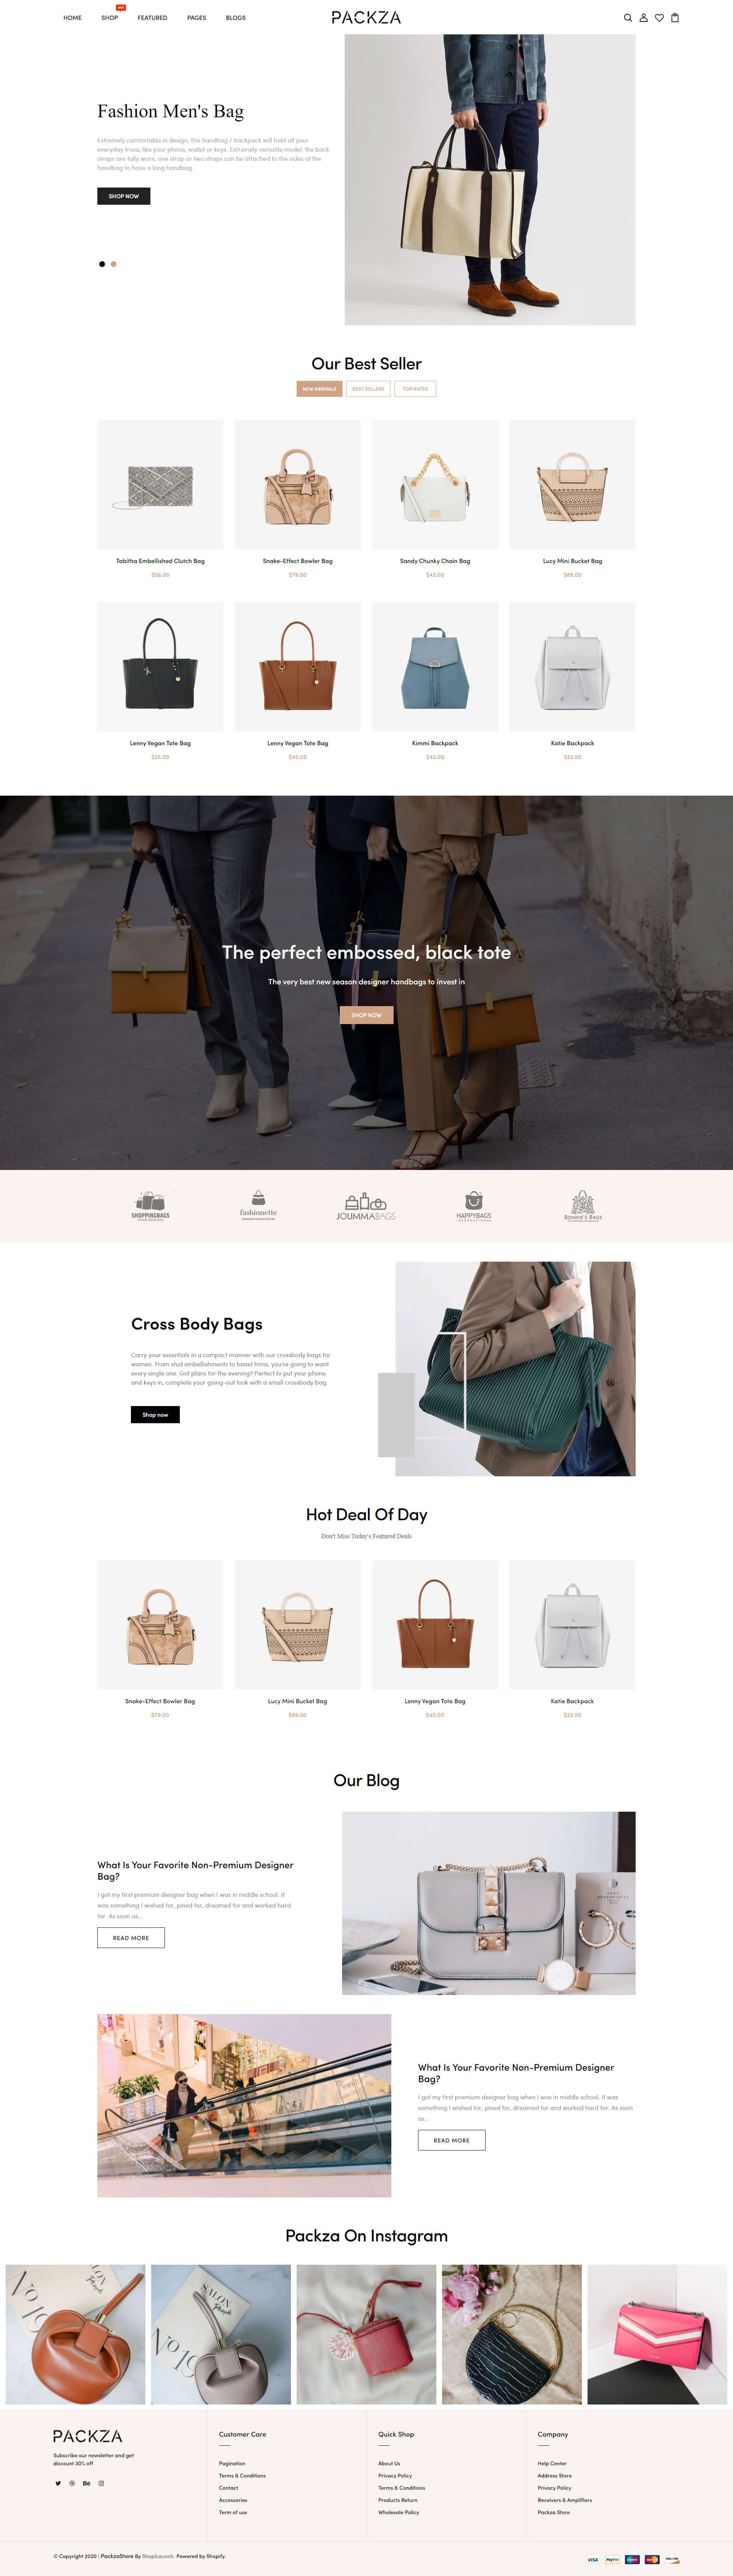 HOME
SHOP
HOT
FEATURED
PAGES
BLOGS
PACKZA
Fashion Men's Bag
Extremely comfortable in design, this handbag / backpack will hold all your
everyday trivia, like your phone, wallet or keys. Extremely versatile model: the back
straps are fully worn, one strap or two straps can be attached to the sides of the
handbag to have a long handbag.
SHOP NOW
Our Best Seller
NEW ARRIVALS
BEST SELLERS
TOP RATES
Tabitha Embellished Clutch Bag
$56.00
Snake-Effect Bowler Bag
$79.00
Sandy Chunky Chain Bag
$43.00
Lucy Mini Bucket Bag
$89.00
Lenny Vegan Tote Bag
$35.00
Lenny Vegan Tote Bag
$45.00
Kimmi Backpack
$43.00
Katie Backpack
$33.00
The perfect embossed, black tote
The very best new season designer handbags to invest in
SHOP NOW
SHOPPINGBAGS
fashionette
JOUMMABAGS
HAPPYBAGS
INTERNATIONAL
BONNIE'S BAGS
Cross Body Bags
Carry your essentials in a compact manner with our crossbody bags for
women. From stud embellishments to tassel trims, you're going to want
every single one. Got plans for the evening? Perfect to put your phone
and keys in, complete your going-out look with a small crossbody bag.
Shop now
Hot Deal Of Day
Don't Miss Today's Featured Deals
Snake-Effect Bowler Bag
$79.00
Lucy Mini Bucket Bag
$89.00
Lenny Vegan Tote Bag
$45.00
Katie Backpack
$33.00
Our Blog
What Is Your Favorite Non-Premium Designer
Bag?
I got my first premium designer bag when I was in middle school. It
was something I wished for, pined for, dreamed for and worked hard
for. As soon as...
READ MORE
What Is Your Favorite Non-Premium Designer
Bag?
I got my first premium designer bag when I was in middle school. It was
something I wished for, pined for, dreamed for and worked hard for. As soon
as...
READ MORE
Packza On Instagram
No 19
SALON
No 19
SALON
PACKZA
Subscribe our newsletter and get
discount 30% off
Bē
Customer Care
Pagination
Terms & Conditions
Contact
Accessories
Term of use
Quick Shop
About Us
Privacy Policy
Terms & Conditions
Products Return
Wholesale Policy
Company
Help Center
Address Store
Privacy Policy
Receivers & Amplifiers
Packza Store
© Copyright 2020 | PackzaStore By ShopiLaunch. Powered by Shopify.
VISA
PayPal